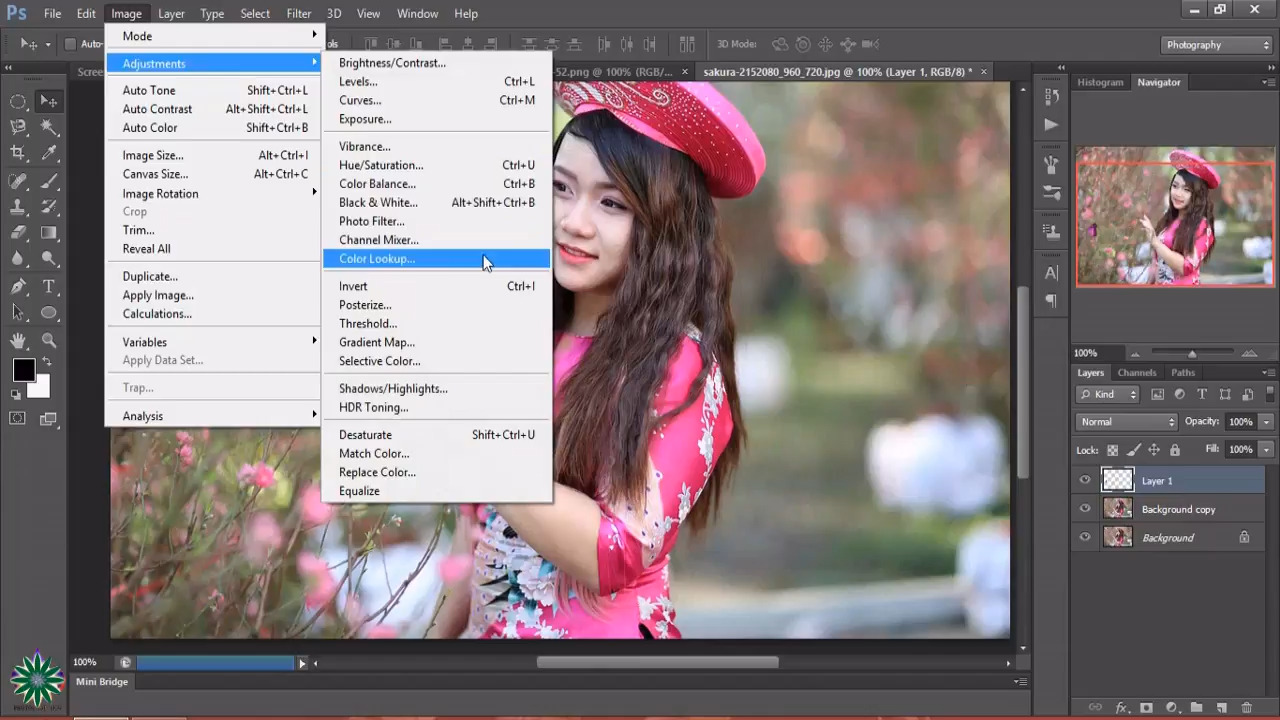 Ps File Edit Image Layer Type Select Filter 3D View Window Help
Auto- 3D Mode: Photography
Scree 52.png @ 100% (RGB/... × sakura-2152080_960_720.jpg @ 100% (Layer 1, RGB/8) * ×
Mode
Adjustments
Auto Tone Shift+Ctrl+L
Auto Contrast Alt+Shift+Ctrl+L
Auto Color Shift+Ctrl+B
Image Size... Alt+Ctrl+I
Canvas Size... Alt+Ctrl+C
Image Rotation
Crop
Trim...
Reveal All
Duplicate...
Apply Image...
Calculations...
Variables
Apply Data Set...
Trap...
Analysis
Brightness/Contrast...
Levels... Ctrl+L
Curves... Ctrl+M
Exposure...
Vibrance...
Hue/Saturation... Ctrl+U
Color Balance... Ctrl+B
Black & White... Alt+Shift+Ctrl+B
Photo Filter...
Channel Mixer...
Color Lookup...
Invert Ctrl+I
Posterize...
Threshold...
Gradient Map...
Selective Color...
Shadows/Highlights...
HDR Toning...
Desaturate Shift+Ctrl+U
Match Color...
Replace Color...
Equalize
Histogram Navigator
100%
Layers Channels Paths
Kind
Normal Opacity: 100%
Lock: Fill: 100%
Layer 1
Background copy
Background
100%
Mini Bridge